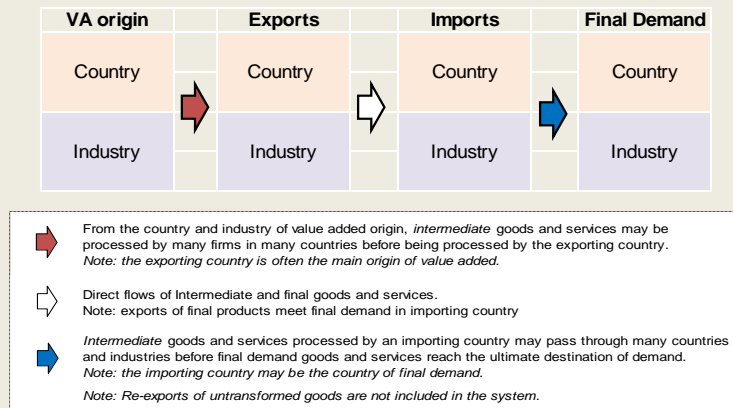 VA origin Exports Imports Final Demand
Country Country Country Country
Industry Industry Industry Industry
From the country and industry of value added origin, intermediate goods and services may be
processed by many firms in many countries before being processed by the exporting country.
Note: the exporting country is often the main origin of value added.
Direct flows of Intermediate and final goods and services.
Note: exports of final products meet final demand in importing country
Intermediate goods and services processed by an importing country may pass through many countries
and industries before final demand goods and services reach the ultimate destination of demand.
Note: the importing country may be the country of final demand.
Note: Re-exports of untransformed goods are not included in the system.